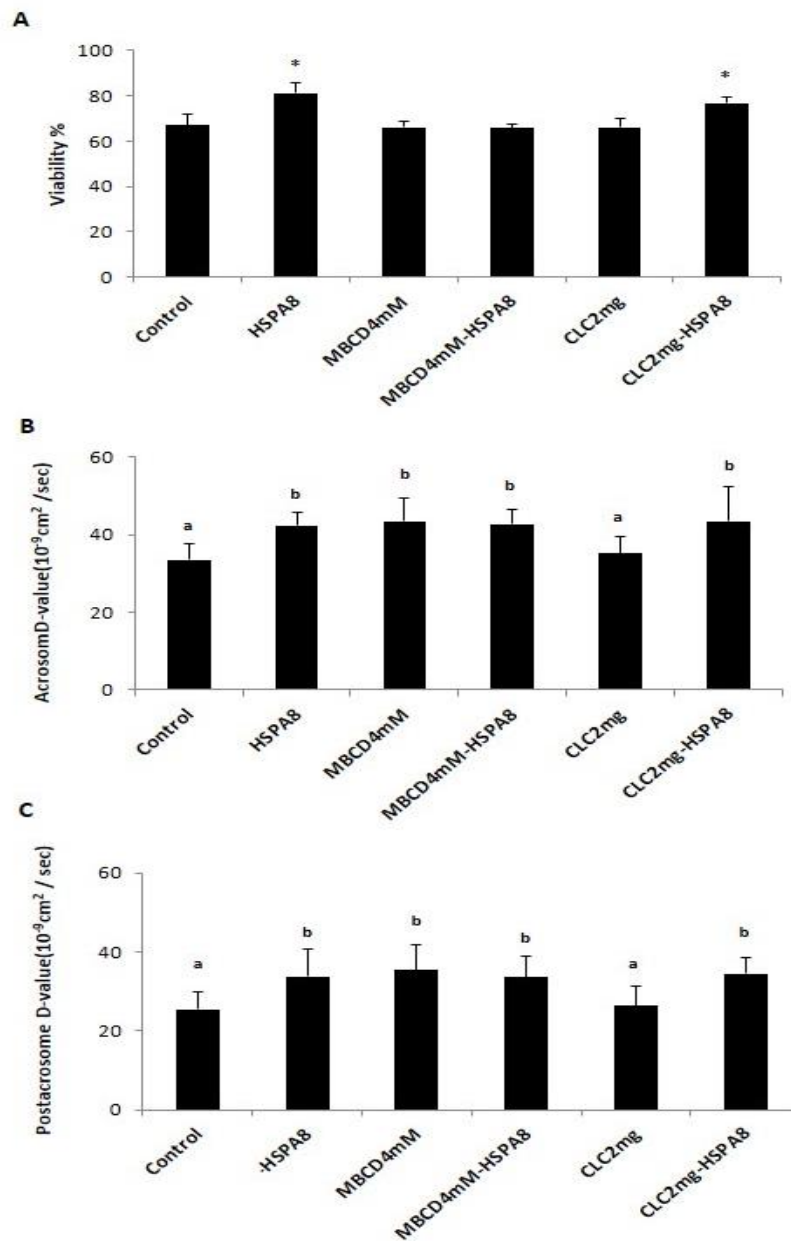 A
100
80
60
40
20
0
Viability %
*
*
Control
HSPA8
MBCD4mM
MBCD4mM-HSPA8
CLC2mg
CLC2mg-HSPA8
B
60
40
20
0
AcrosomD-value(10⁻⁹cm² /sec)
a
b
b
b
a
b
Control
HSPA8
MBCD4mM
MBCD4mM-HSPA8
CLC2mg
CLC2mg-HSPA8
C
60
40
20
0
Postacrosome D-value(10⁻⁹cm² / sec)
a
b
b
b
a
b
Control
-HSPA8
MBCD4mM
MBCD4mM-HSPA8
CLC2mg
CLC2mg-HSPA8